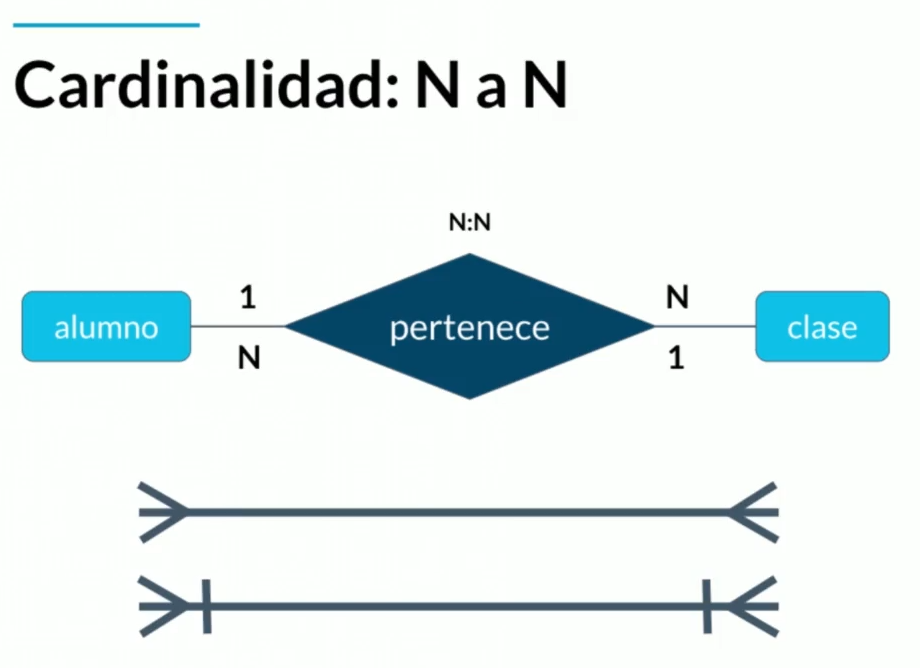 Cardinalidad: N a N
N:N
1
N
alumno
pertenece
clase
N
1